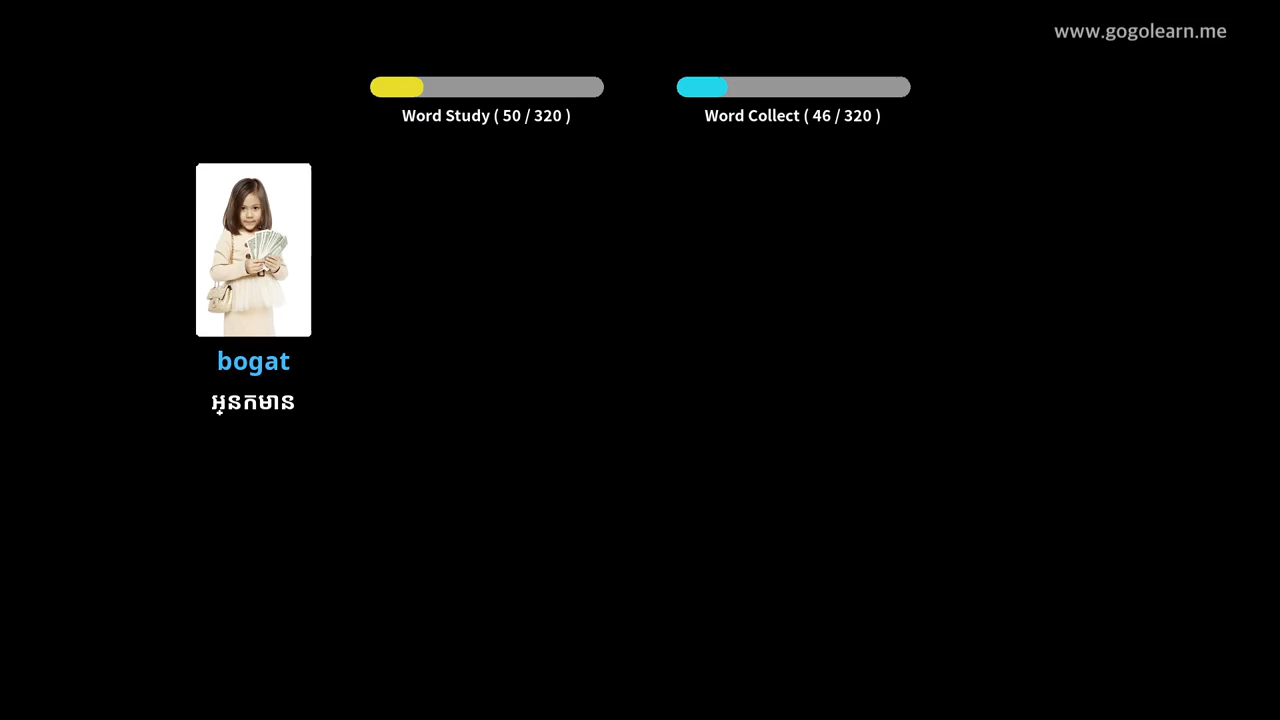 www.gogolearn.me
Word Study ( 50 / 320 )
Word Collect ( 46 / 320 )
bogat
អ្នកមាន